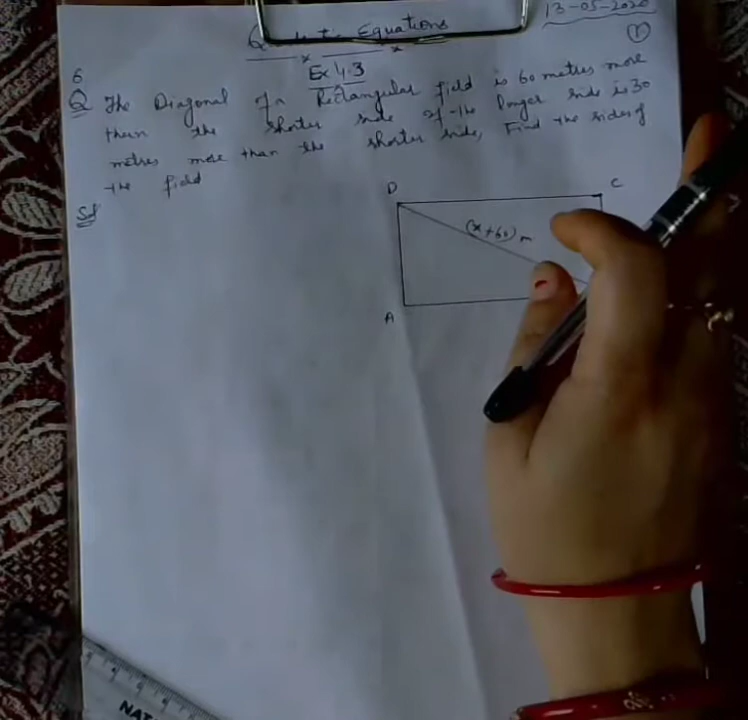 13-05-2020
Equations
①
Ex 4.3
6
Q The Diagonal of a Rectangular field is 60 metres more
than the shorter side If the longer side is 30
metres more than the shorter side, Find the sides of
the field
Sol
D
C
(x+60) m
A
NAT